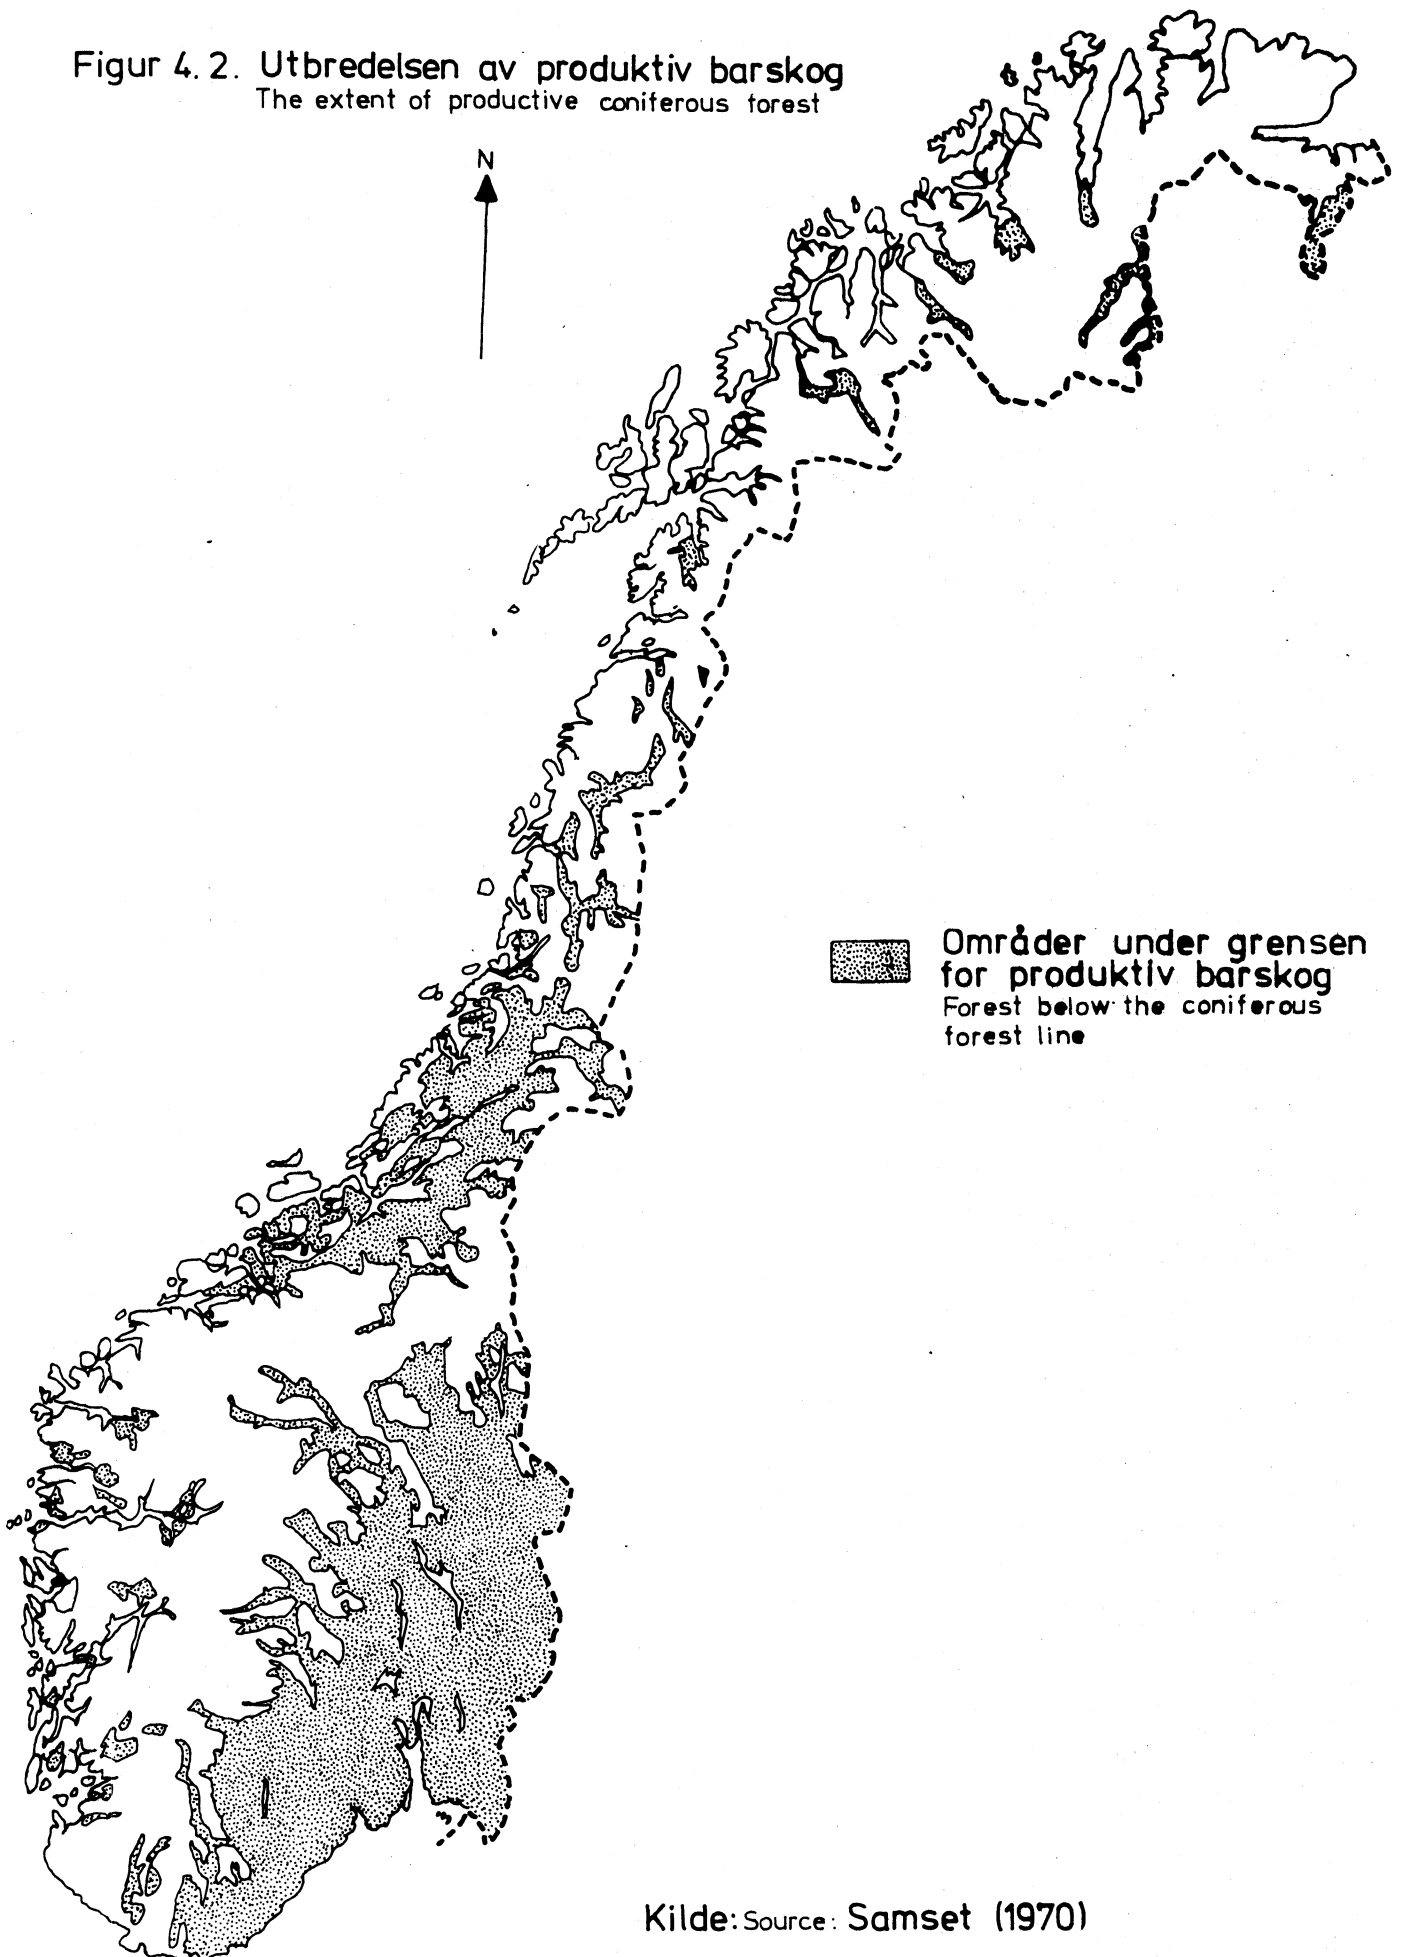 Figur 4.2. Utbredelsen av produktiv barskog
The extent of productive coniferous forest
N
Områder under grensen
for produktiv barskog
Forest below the coniferous
forest line
Kilde: Source: Samset (1970)